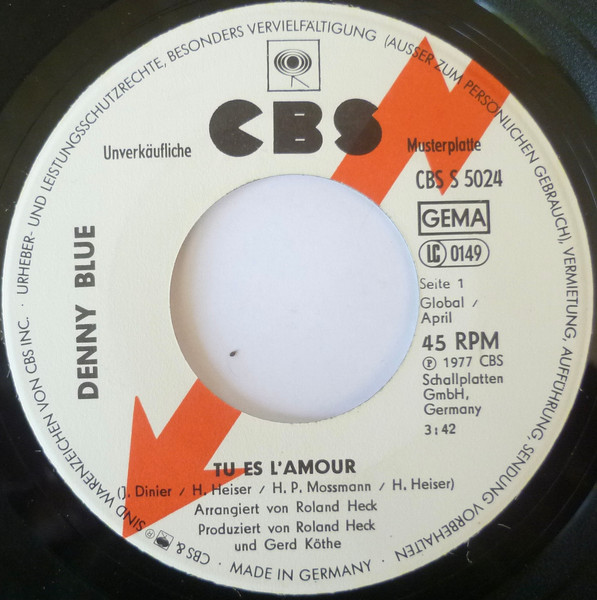 CBS
Unverkäufliche
Musterplatte
CBS S 5024
GEMA
LC 0149
Seite 1
Global /
April
45 RPM
℗ 1977 CBS
Schallplatten
GmbH,
Germany
3:42
DENNY BLUE
TU ES L'AMOUR
(J. Dinier / H. Heiser / H. P. Mossmann / H. Heiser)
Arrangiert von Roland Heck
Produziert von Roland Heck
und Gerd Köthe
CBS & SIND WARENZEICHEN VON CBS INC. · URHEBER- UND LEISTUNGSSCHUTZRECHTE, BESONDERS VERVIELFÄLTIGUNG (AUSSER ZUM PERSÖNLICHEN GEBRAUCH), VERMIETUNG, AUFFÜHRUNG, SENDUNG VORBEHALTEN
· MADE IN GERMANY ·